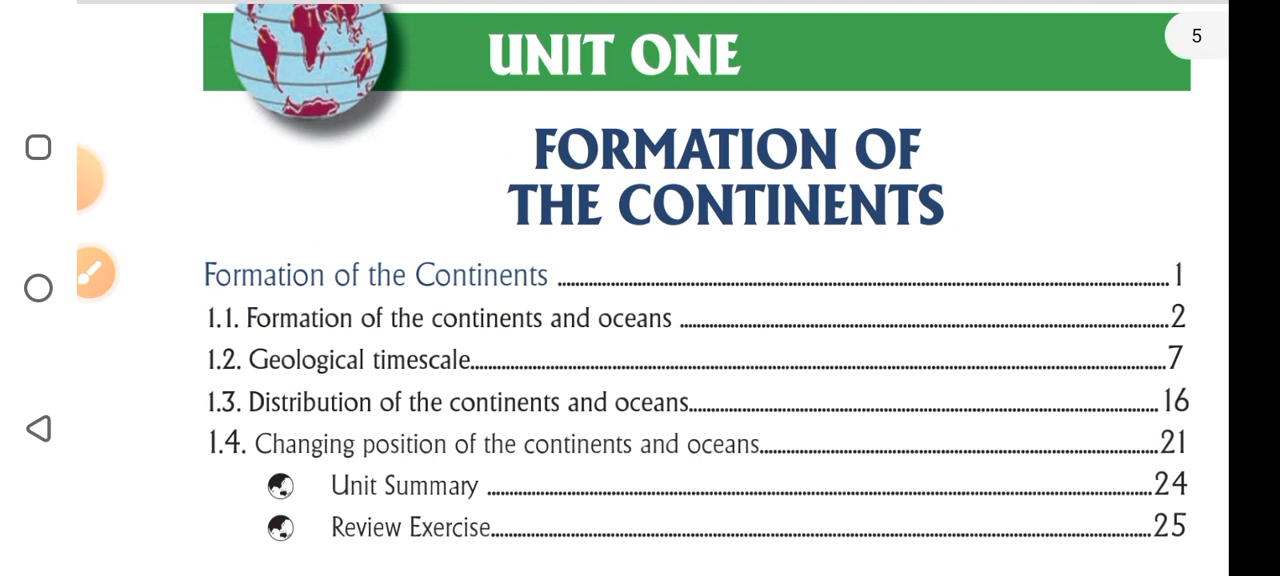 UNIT ONE
5
FORMATION OF
THE CONTINENTS
Formation of the Continents ........ 1
1.1. Formation of the continents and oceans ........ 2
1.2. Geological timescale........ 7
1.3. Distribution of the continents and oceans........ 16
1.4. Changing position of the continents and oceans........ 21
Unit Summary ........ 24
Review Exercise........ 25